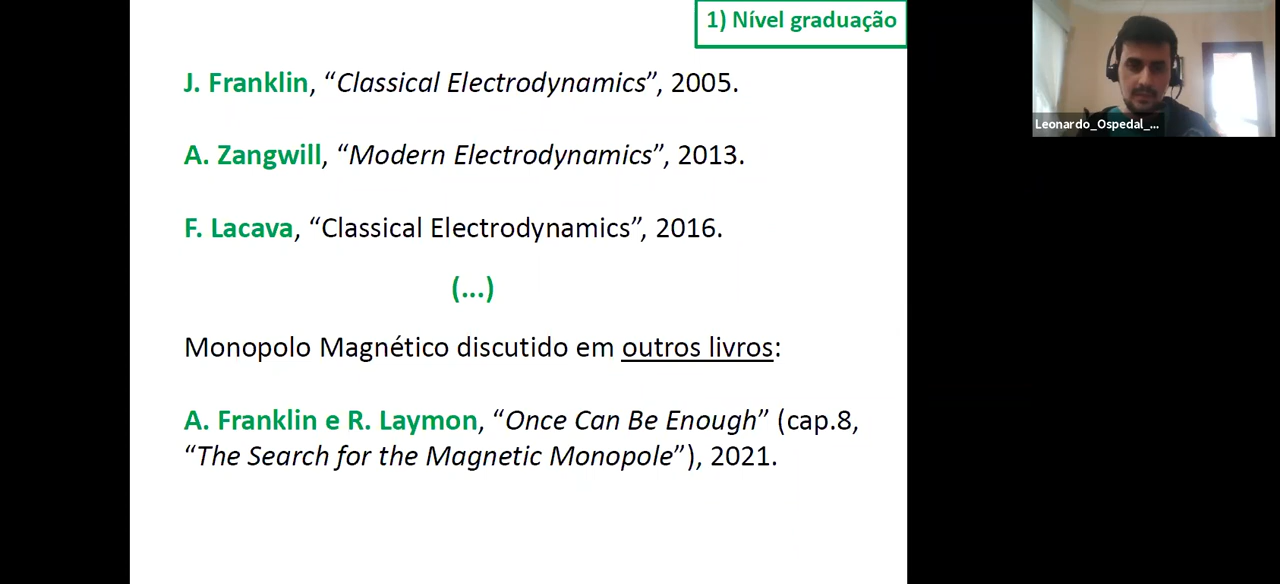 1) Nível graduação
J. Franklin, “Classical Electrodynamics”, 2005.
A. Zangwill, “Modern Electrodynamics”, 2013.
F. Lacava, “Classical Electrodynamics”, 2016.
(...)
Monopolo Magnético discutido em outros livros:
A. Franklin e R. Laymon, “Once Can Be Enough” (cap.8,
“The Search for the Magnetic Monopole”), 2021.
Leonardo_Ospedal_...